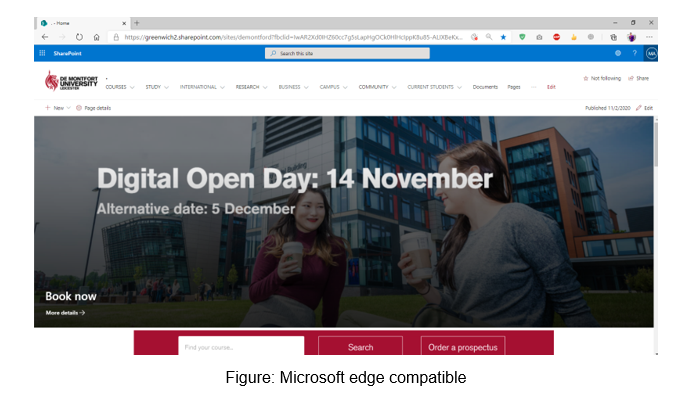 .- Home
https://greenwich2.sharepoint.com/sites/demontford?fbclid=IwAR2Xd09HZ60cc7g5sLapHgOCk0HlHcIppK8u85-AUXBeKx...
SharePoint
Search this site
MA
DE MONTFORT
UNIVERSITY
LEICESTER
COURSES STUDY INTERNATIONAL RESEARCH BUSINESS CAMPUS COMMUNITY CURRENT STUDENTS Documents Pages ... Edit
Not following Share
+ New Page details
Published 11/2/2020 Edit
Digital Open Day: 14 November
Alternative date: 5 December
Book now
More details →
Find your course...
Search
Order a prospectus
Figure: Microsoft edge compatible